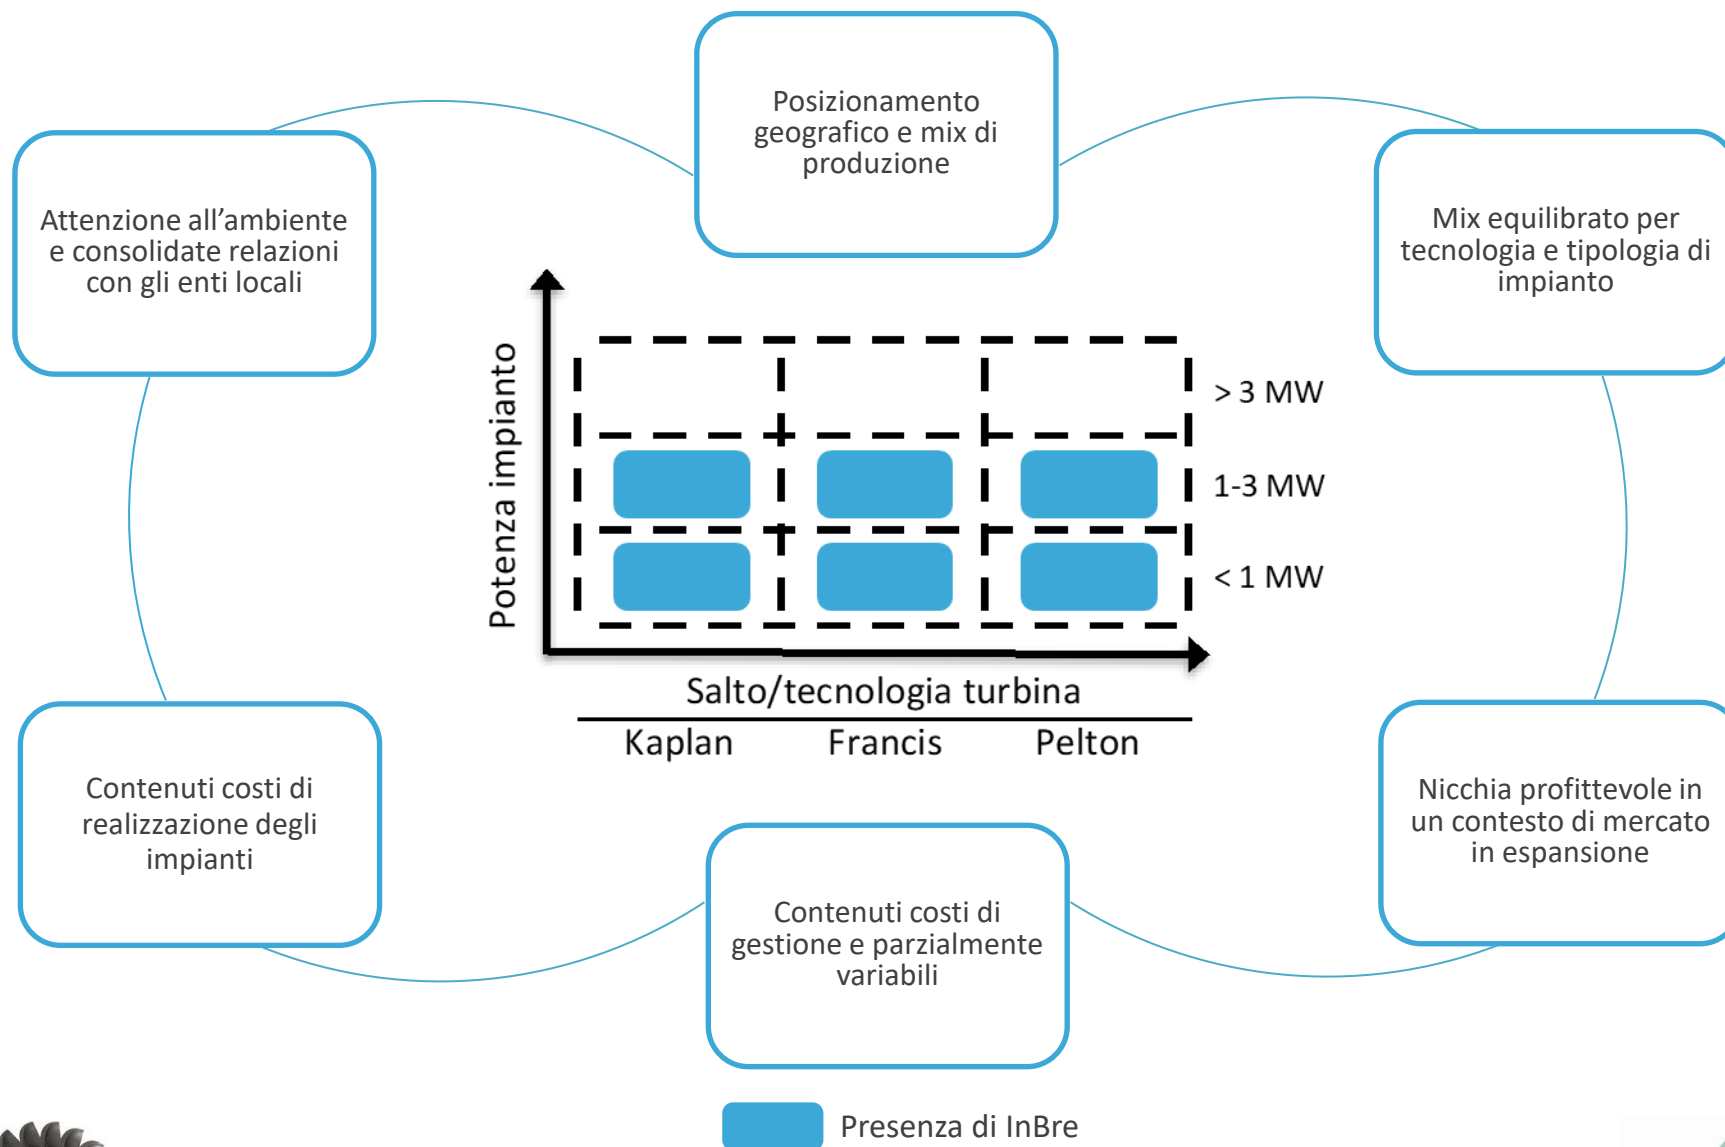 Posizionamento
geografico e mix di
produzione
Attenzione all’ambiente
e consolidate relazioni
con gli enti locali
Mix equilibrato per
tecnologia e tipologia di
impianto
Potenza impianto
> 3 MW
1-3 MW
< 1 MW
Salto/tecnologia turbina
Kaplan Francis Pelton
Contenuti costi di
realizzazione degli
impianti
Nicchia profittevole in
un contesto di mercato
in espansione
Contenuti costi di
gestione e parzialmente
variabili
Presenza di InBre